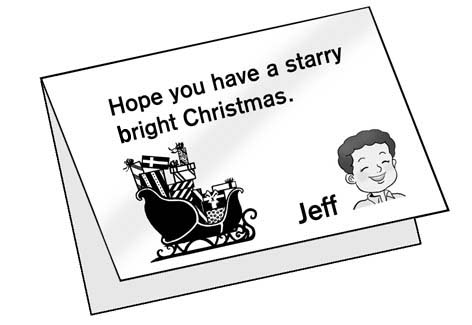 Hope you have a starry
bright Christmas.
Jeff